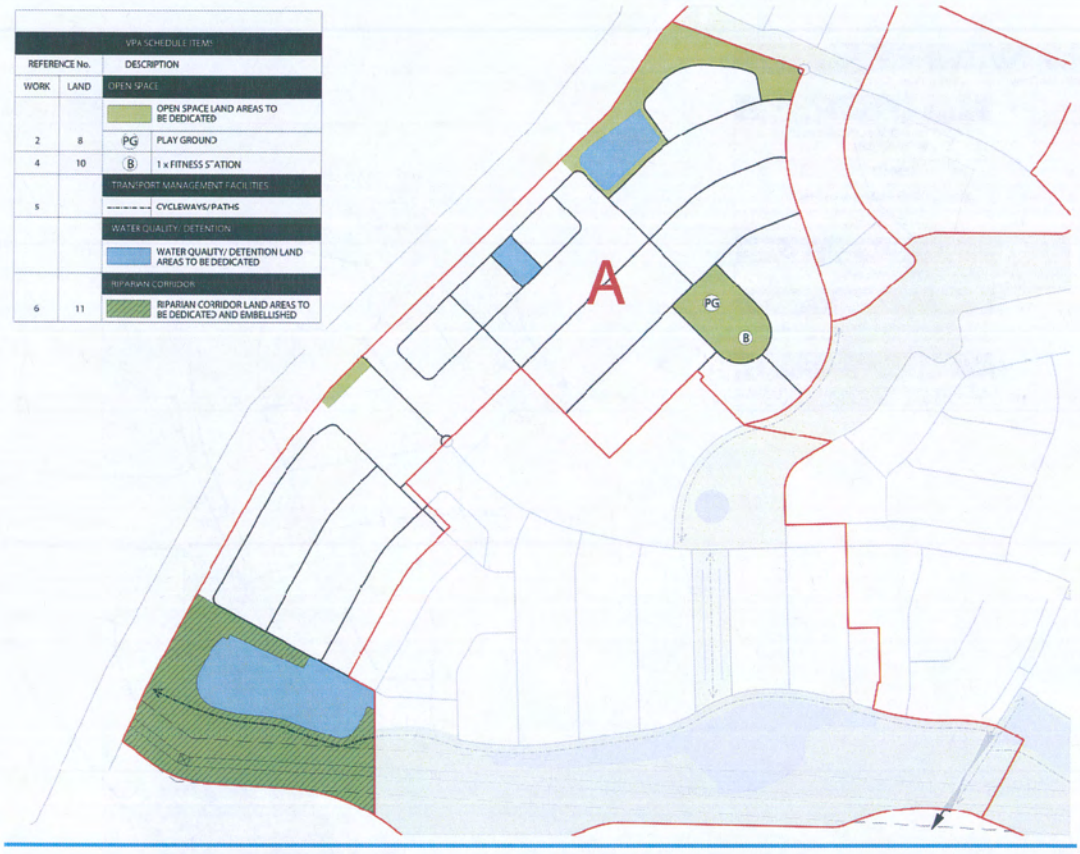 VPA SCHEDULE ITEMS
REFERENCE No. DESCRIPTION
WORK LAND OPEN SPACE
OPEN SPACE LAND AREAS TO
BE DEDICATED
2 8 PG PLAY GROUND
4 10 B 1 x FITNESS STATION
TRANSPORT MANAGEMENT FACILITIES
5 CYCLEWAYS/PATHS
WATER QUALITY/ DETENTION
WATER QUALITY/ DETENTION LAND
AREAS TO BE DEDICATED
RIPARIAN CORRIDOR
6 11 RIPARIAN CORRIDOR LAND AREAS TO
BE DEDICATED AND EMBELLISHED
A
PG
B